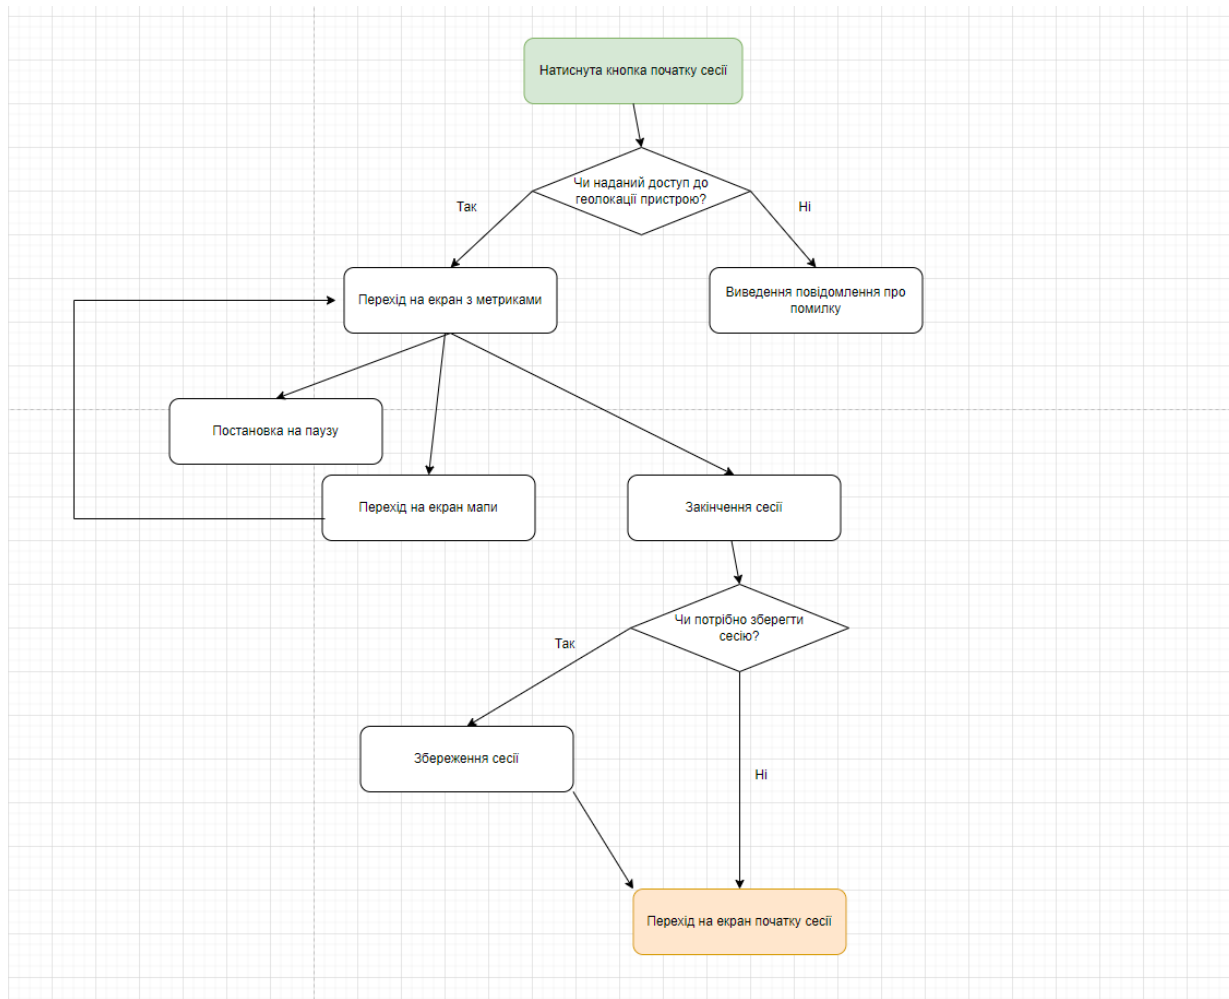 Натиснута кнопка початку сесії
Чи наданий доступ до
геолокації пристрою?
Так
Ні
Перехід на екран з метриками
Виведення повідомлення про
помилку
Постановка на паузу
Перехід на екран мапи
Закінчення сесії
Чи потрібно зберегти
сесію?
Так
Збереження сесії
Ні
Перехід на екран початку сесії